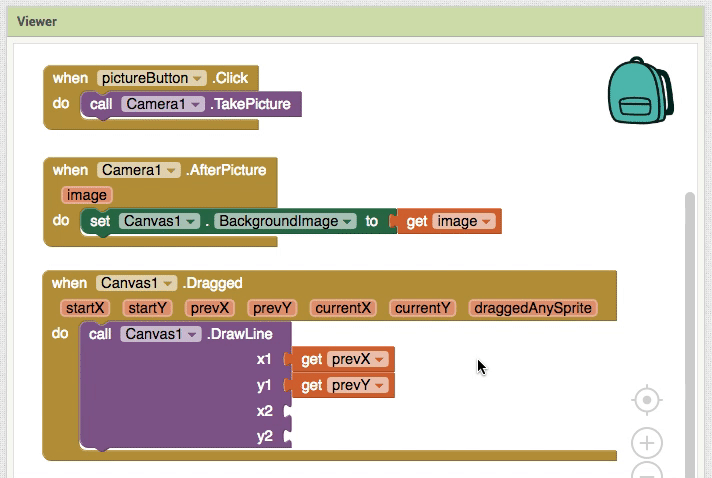 Viewer
when pictureButton .Click
do call Camera1 .TakePicture
when Camera1 .AfterPicture
image
do set Canvas1 . BackgroundImage to get image
when Canvas1 .Dragged
startX startY prevX prevY currentX currentY draggedAnySprite
do call Canvas1 .DrawLine
x1 get prevX
y1 get prevY
x2
y2